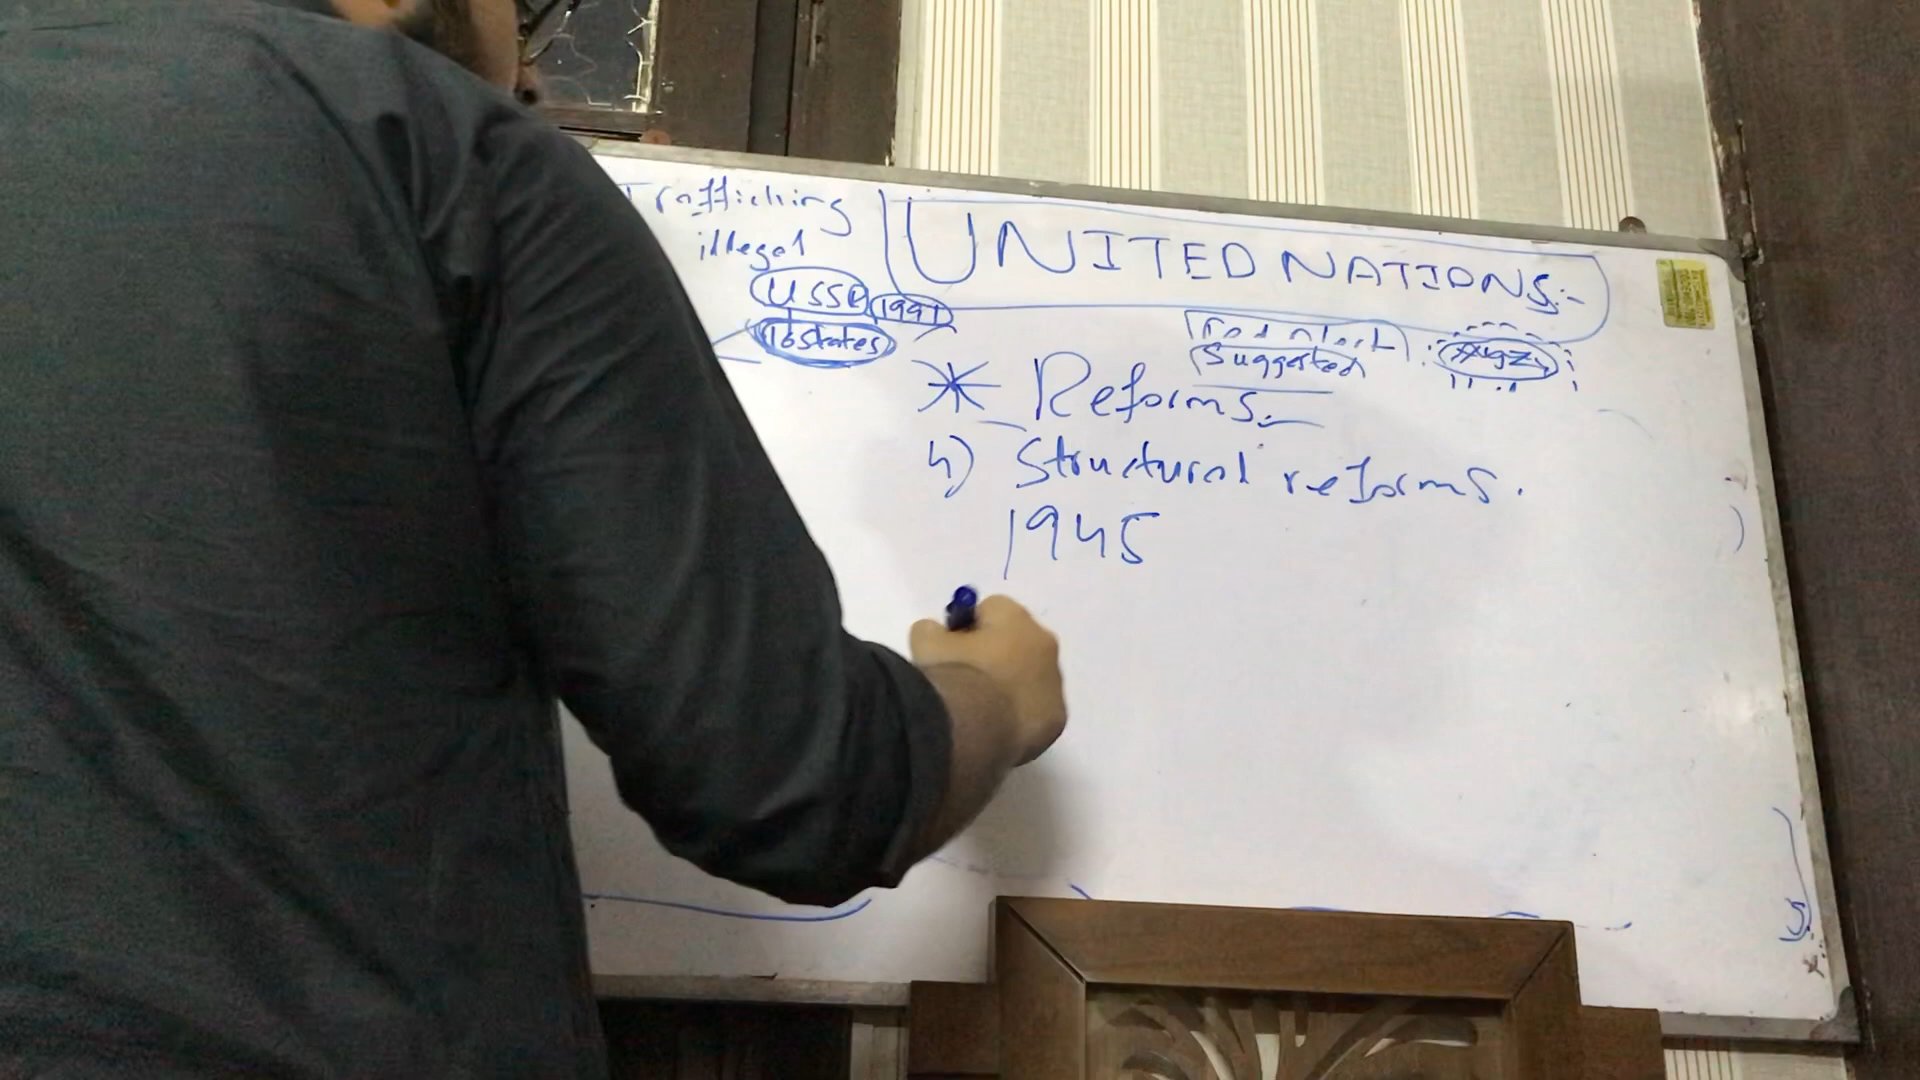 Trafficking
illegal
USSR 1991
16 states
UNITED NATIONS:-
Suggested
* Reforms:-
4) Structural reforms.
1945